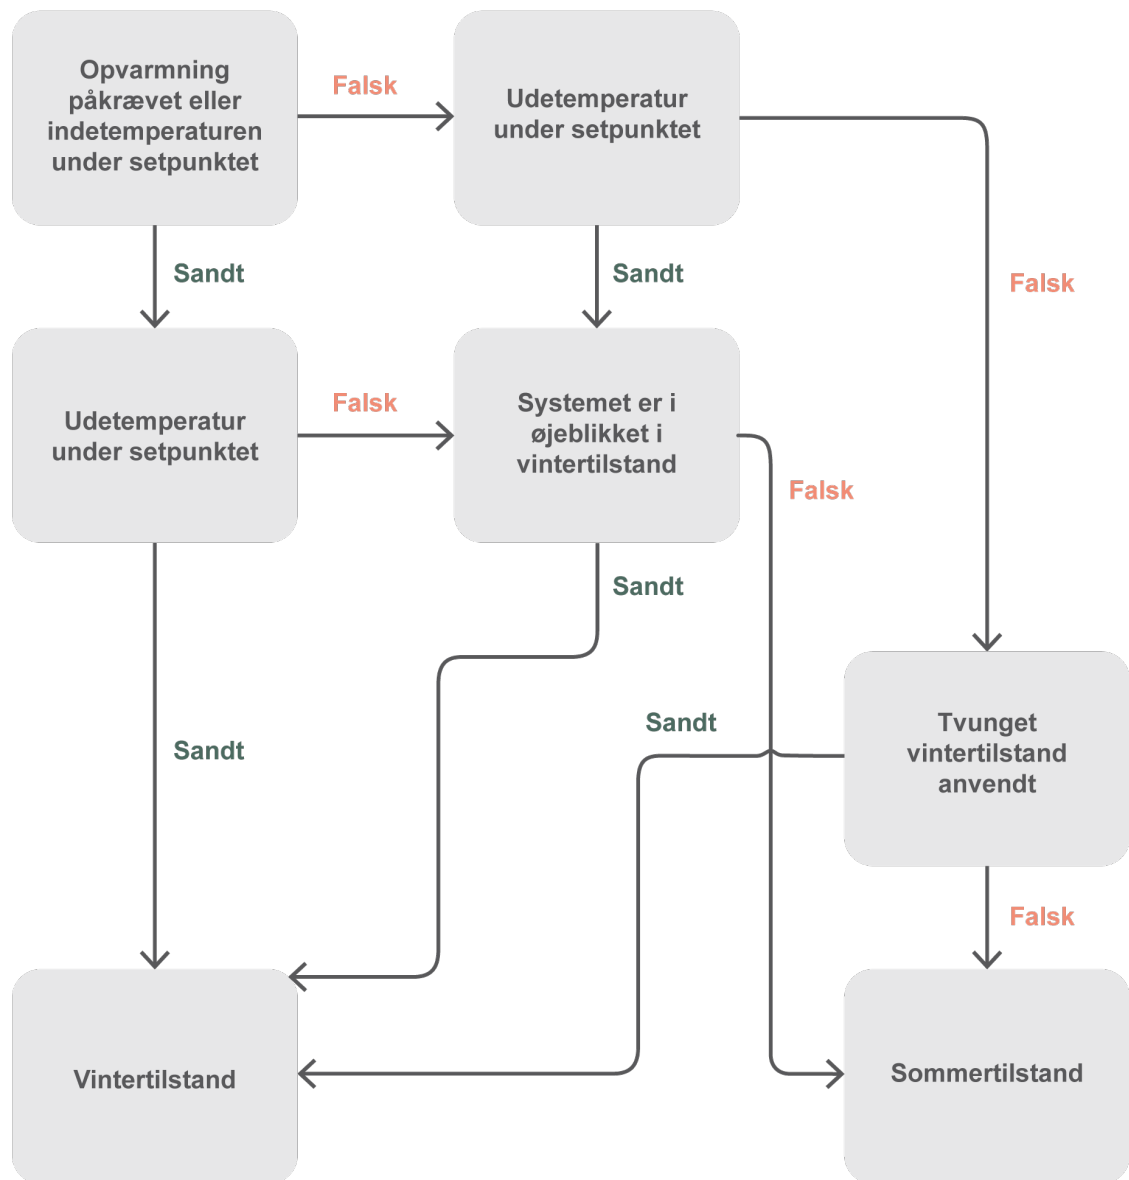 Opvarmning
påkrævet eller
indetemperaturen
under setpunktet
Falsk
Udetemperatur
under setpunktet
Sandt
Sandt
Falsk
Udetemperatur
under setpunktet
Falsk
Systemet er i
øjeblikket i
vintertilstand
Falsk
Sandt
Sandt
Sandt
Tvunget
vintertilstand
anvendt
Falsk
Vintertilstand
Sommertilstand